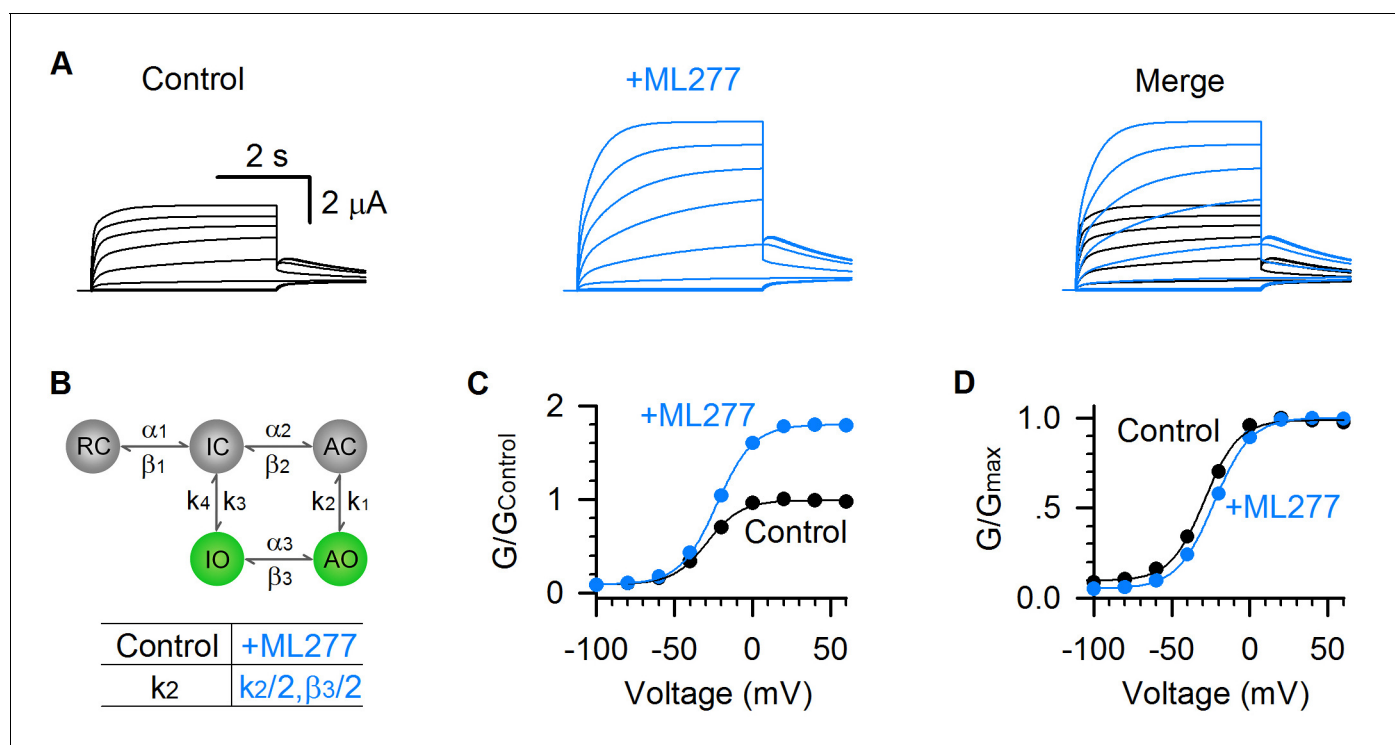 A
Control
+ML277
Merge
2 s
2 μA
B
RC
α1
β1
IC
α2
β2
AC
k4
k3
k2
k1
IO
α3
β3
AO
Control +ML277
k2 k2/2,β3/2
C
G/GControl
2
1
0
+ML277
Control
-100 -50 0 50
Voltage (mV)
D
G/Gmax
1.0
.5
0.0
Control
+ML277
-100 -50 0 50
Voltage (mV)